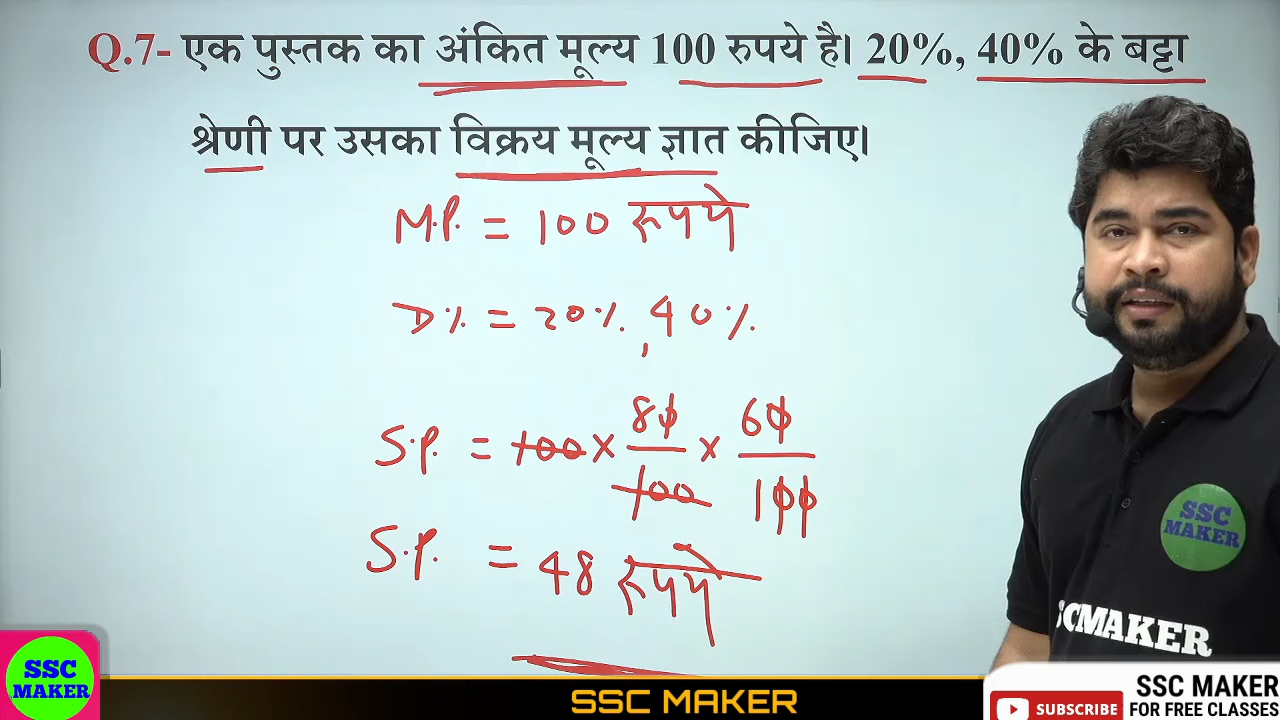 Q.7- एक पुस्तक का अंकित मूल्य 100 रुपये है। 20%, 40% के बट्टा
श्रेणी पर उसका विक्रय मूल्य ज्ञात कीजिए।
M.P. = 100 रूपये
D% = 20%, 40%
S.P. = 100 × 80/100 × 60/100
S.P. = 48 रूपये
SSC
MAKER
SCMAKER
SSC
MAKER
SSC MAKER
SUBSCRIBE
SSC MAKER
FOR FREE CLASSES